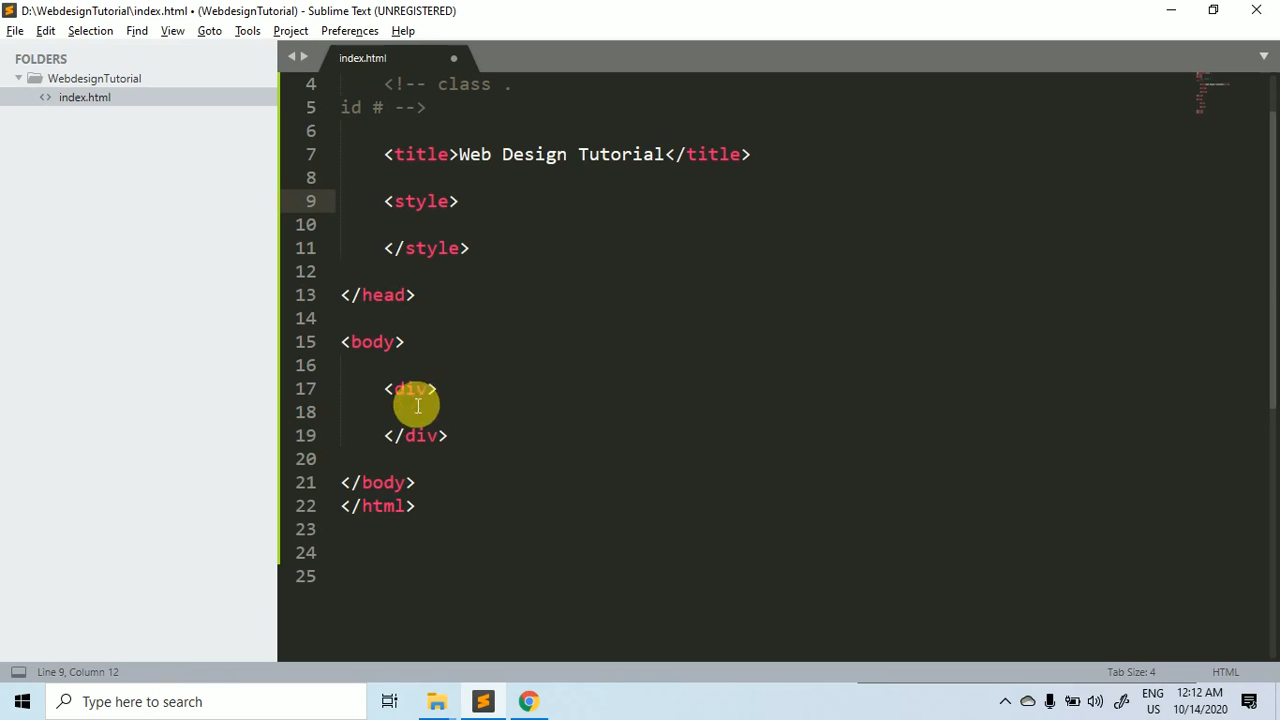 D:\WebdesignTutorial\index.html • (WebdesignTutorial) - Sublime Text (UNREGISTERED)
File Edit Selection Find View Goto Tools Project Preferences Help
FOLDERS
WebdesignTutorial
<> index.html
index.html
4 <!-- class .
5 id # -->
6
7 <title>Web Design Tutorial</title>
8
9 <style>
10
11 </style>
12
13 </head>
14
15 <body>
16
17 <div>
18
19 </div>
20
21 </body>
22 </html>
23
24
25
Line 9, Column 12
Tab Size: 4
HTML
Type here to search
ENG
US
12:12 AM
10/14/2020